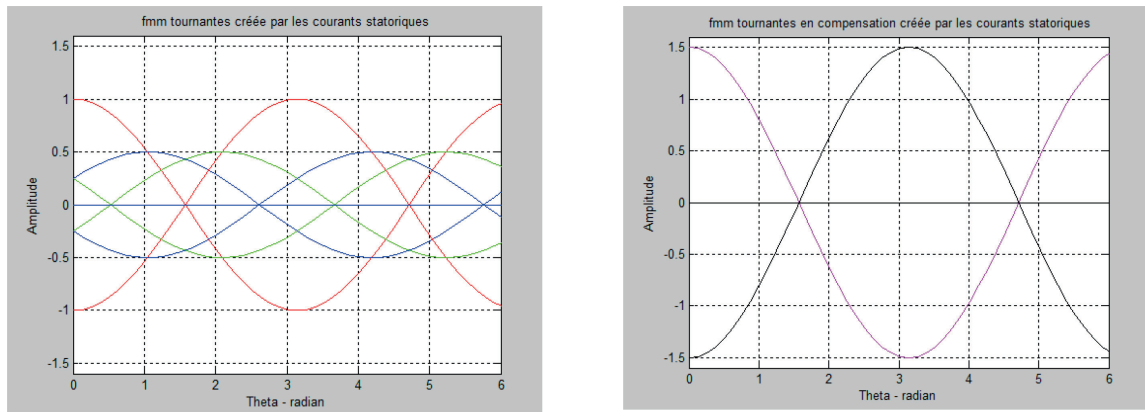 fmm tournantes créée par les courants statoriques
1.5
1
0.5
0
-0.5
-1
-1.5
Amplitude
0 1 2 3 4 5 6
Theta - radian
fmm tournantes en compensation créée par les courants statoriques
1.5
1
0.5
0
-0.5
-1
-1.5
Amplitude
0 1 2 3 4 5 6
Theta - radian